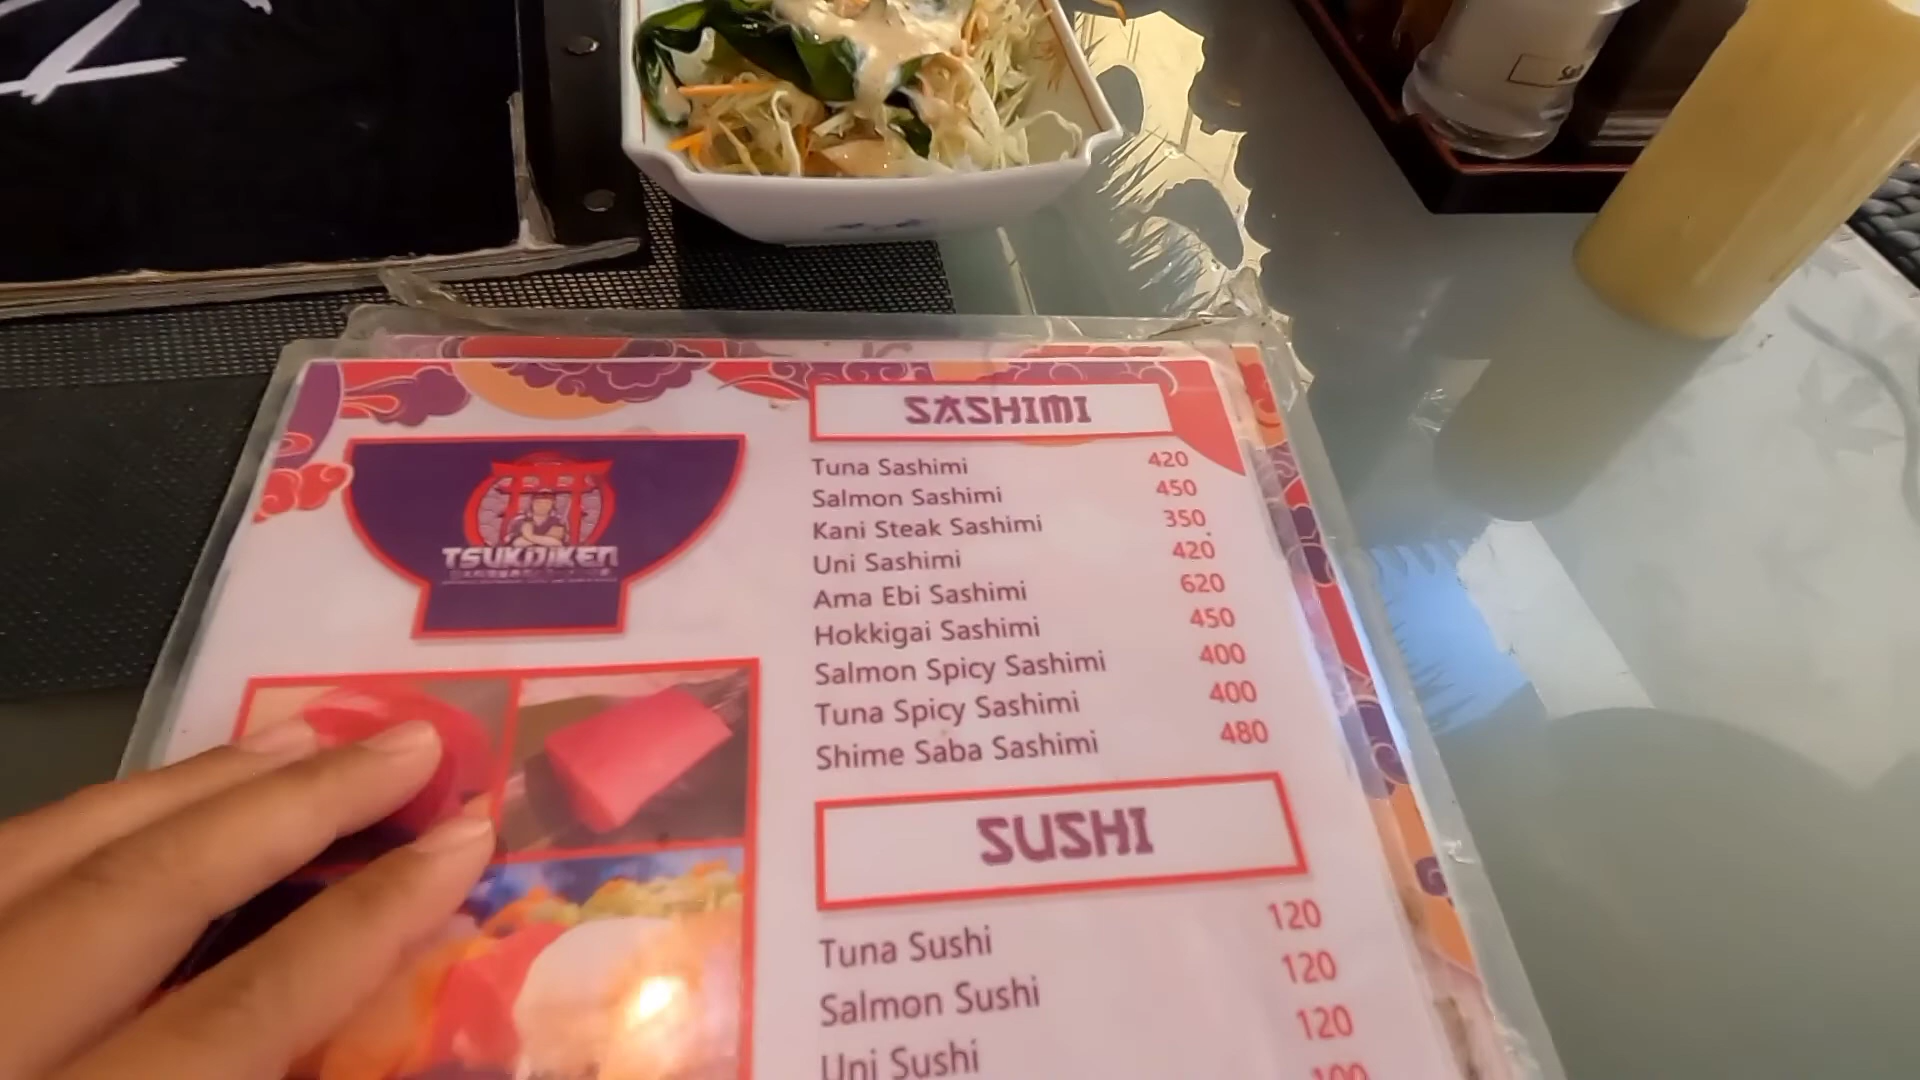 SASHIMI
Tuna Sashimi 420
Salmon Sashimi 450
Kani Steak Sashimi 350
Uni Sashimi 420
Ama Ebi Sashimi 620
Hokkigai Sashimi 450
Salmon Spicy Sashimi 400
Tuna Spicy Sashimi 400
Shime Saba Sashimi 480
TSUKIJIKEN
SUSHI
Tuna Sushi 120
Salmon Sushi 120
Uni Sushi 120
100